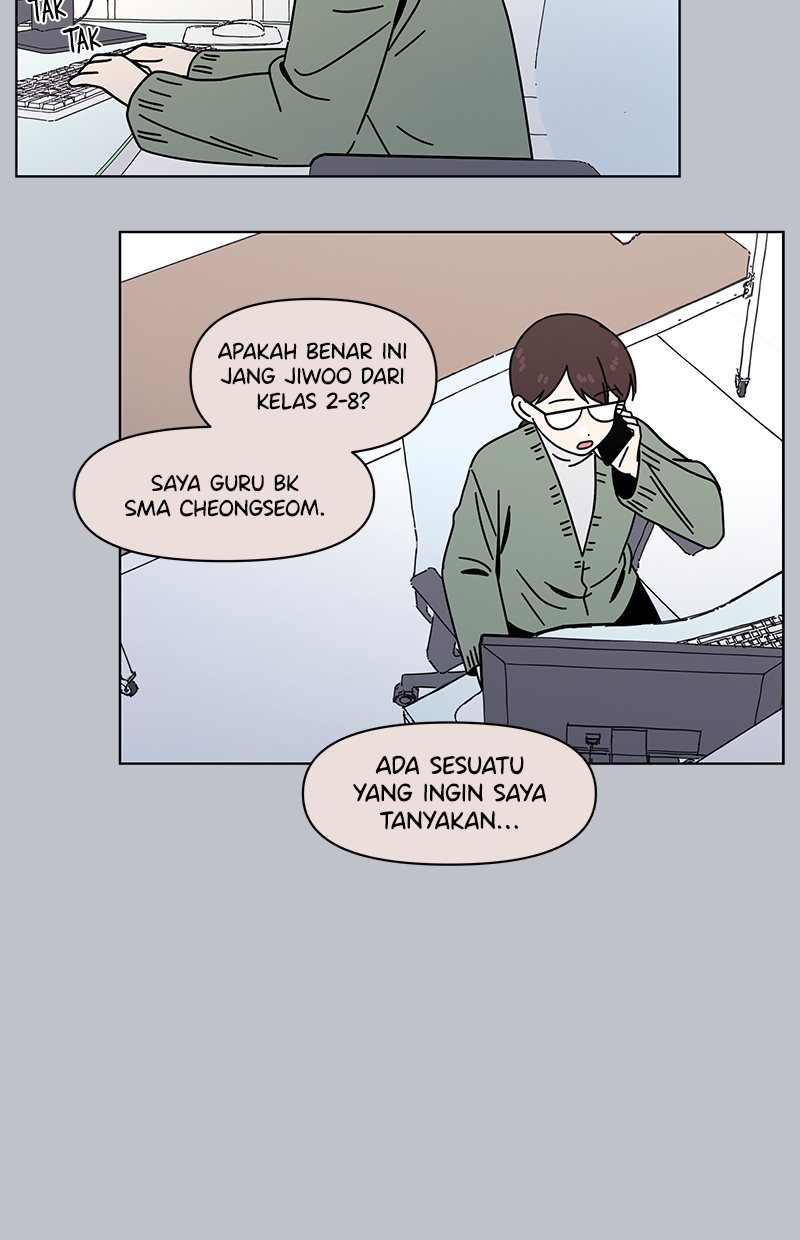 TAK
TAK
APAKAH BENAR INI
JANG JIWOO DARI
KELAS 2-8?
SAYA GURU BK
SMA CHEONGSEOM.
ADA SESUATU
YANG INGIN SAYA
TANYAKAN...